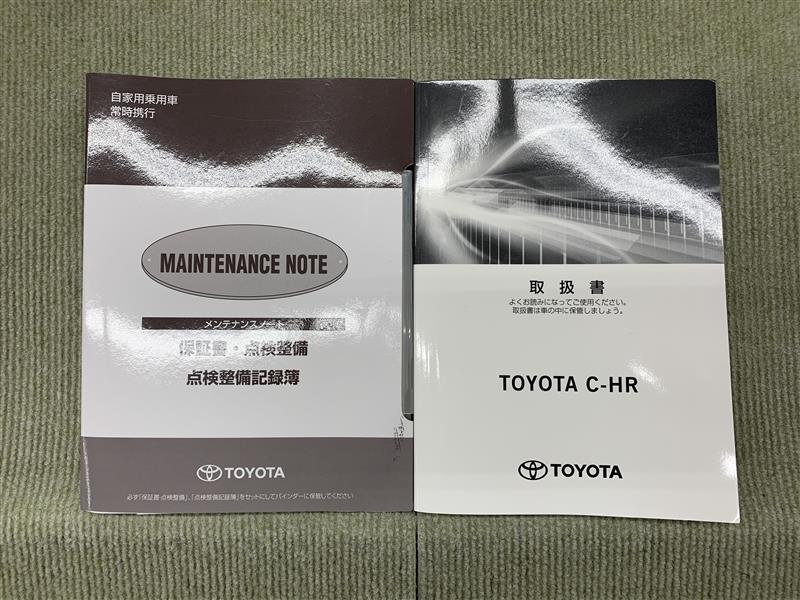 自家用乗用車
常時携行
MAINTENANCE NOTE
メンテナンスノート
保証書・点検整備
点検整備記録簿
TOYOTA
必ず「保証書・点検整備」、「点検整備記録簿」をセットにしてバインダーに保管してください
取扱書
よくお読みになってご使用ください。
取扱書は車の中に保管しましょう。
TOYOTA C-HR
TOYOTA